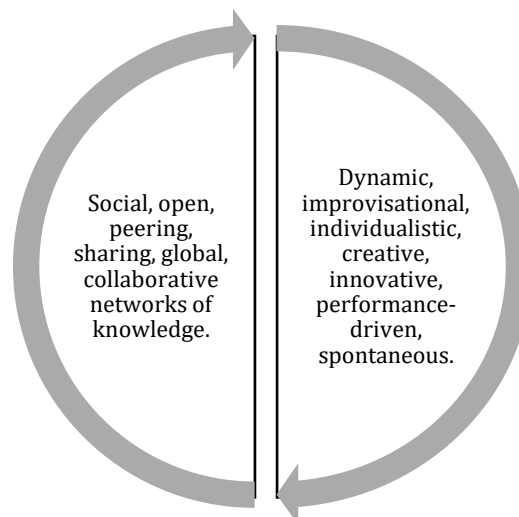 Social, open,
peering,
sharing, global,
collaborative
networks of
knowledge.
Dynamic,
improvisational,
individualistic,
creative,
innovative,
performance-
driven,
spontaneous.